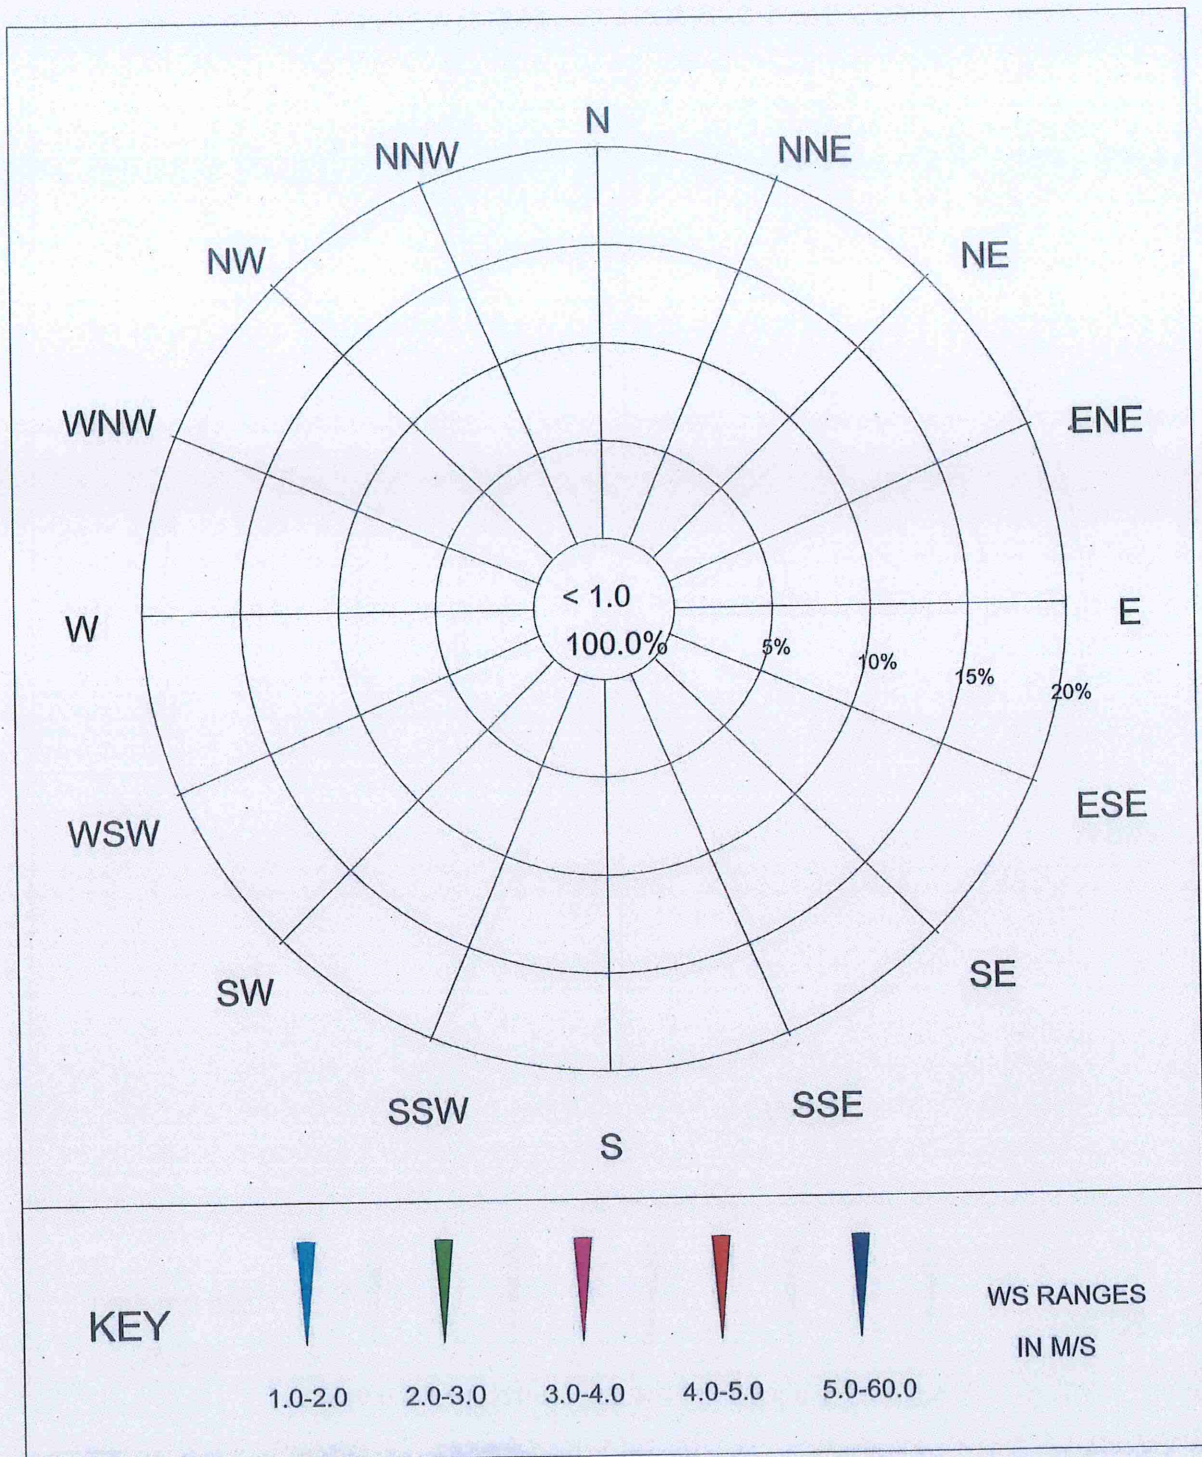 N
NNW
NNE
NW
NE
WNW
ENE
< 1.0
W
E
100.0%
5%
10%
15%
20%
WSW
ESE
SW
SE
SSW
SSE
S
KEY
WS RANGES
IN M/S
1.0-2.0
2.0-3.0
3.0-4.0
4.0-5.0
5.0-60.0